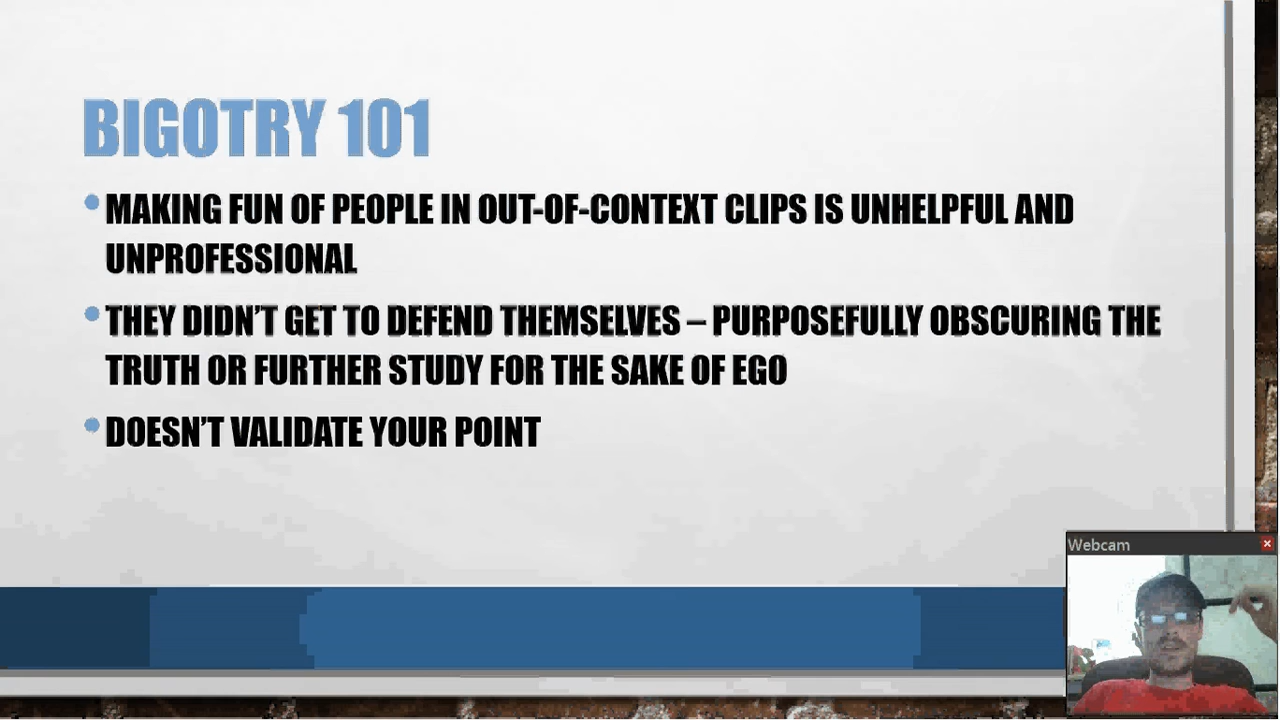 BIGOTRY 101
• MAKING FUN OF PEOPLE IN OUT-OF-CONTEXT CLIPS IS UNHELPFUL AND
UNPROFESSIONAL
• THEY DIDN'T GET TO DEFEND THEMSELVES – PURPOSEFULLY OBSCURING THE
TRUTH OR FURTHER STUDY FOR THE SAKE OF EGO
• DOESN'T VALIDATE YOUR POINT
Webcam